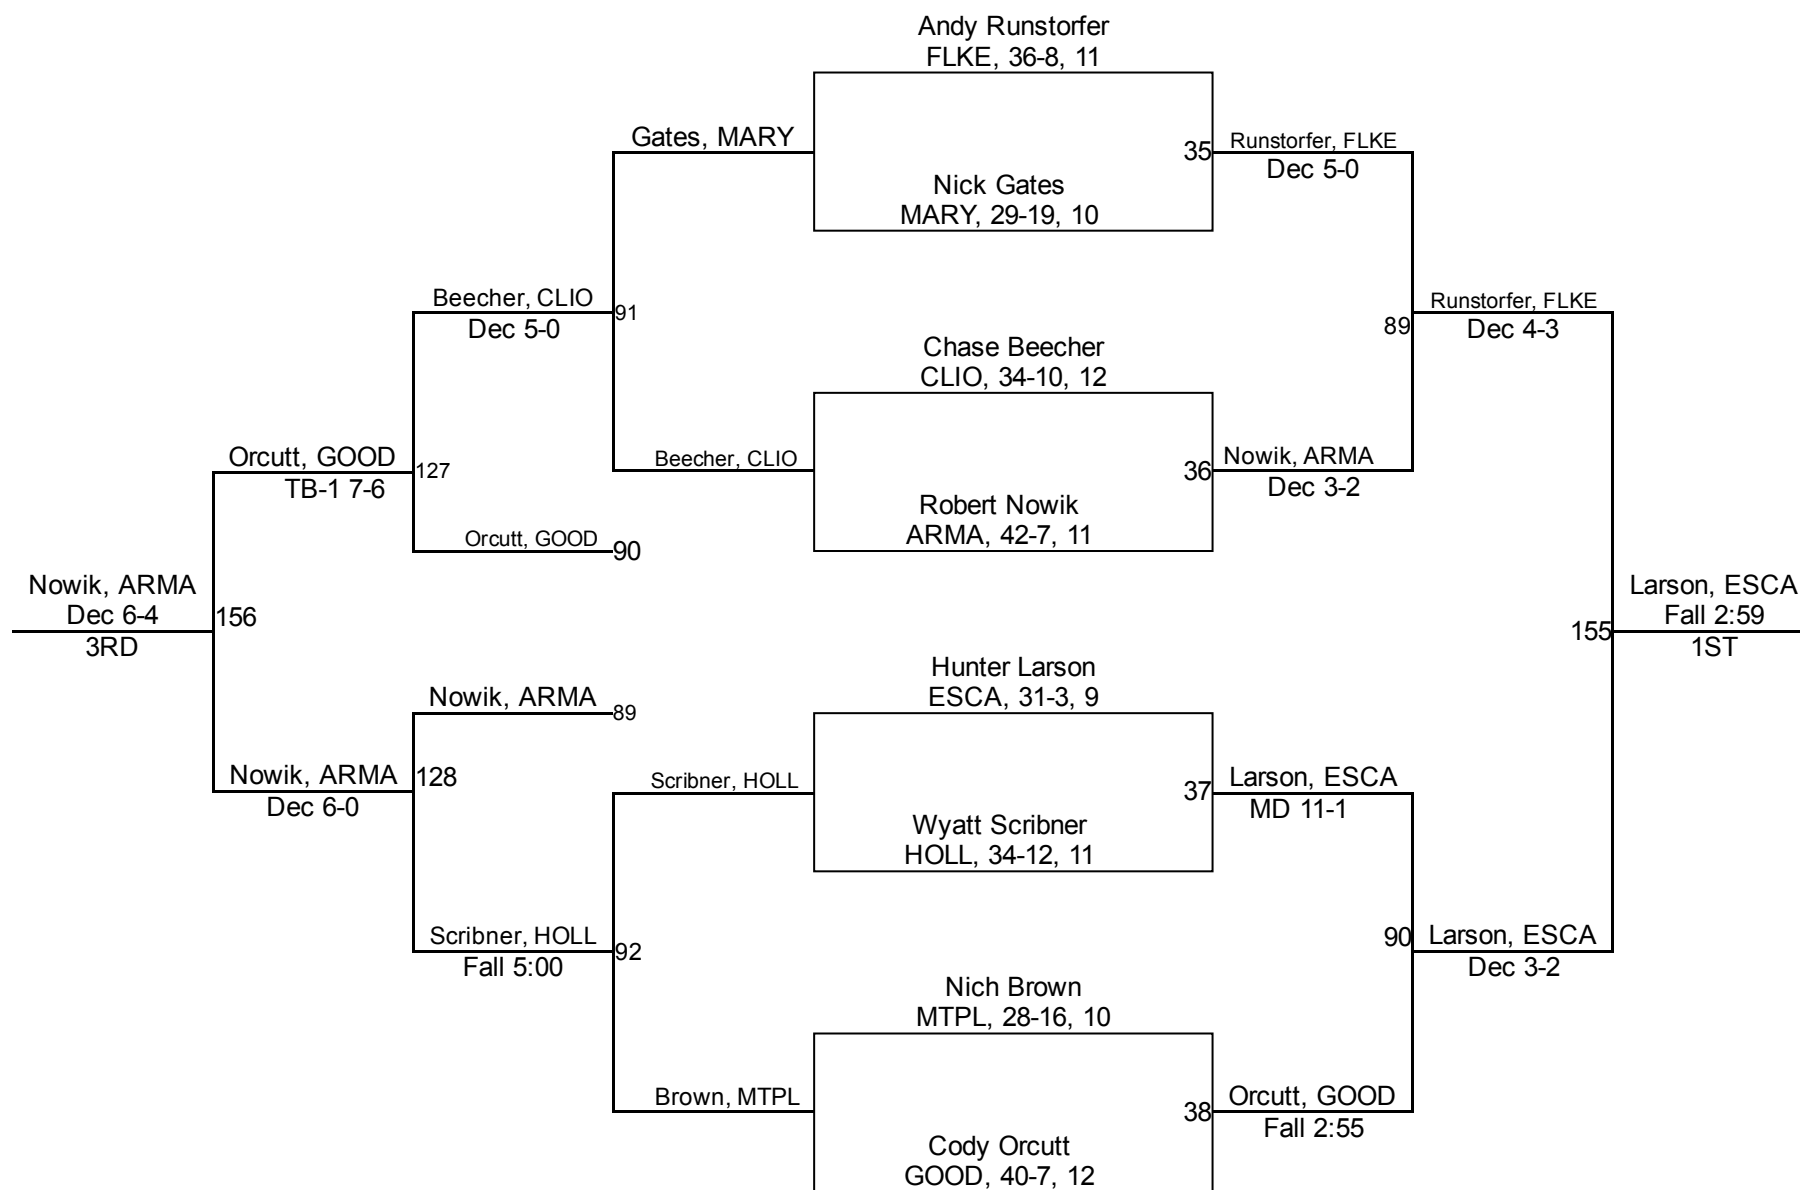 Andy Runstorfer
FLKE, 36-8, 11
Gates, MARY
35
Runstorfer, FLKE
Dec 5-0
Nick Gates
MARY, 29-19, 10
Beecher, CLIO
Dec 5-0
91
Runstorfer, FLKE
Dec 4-3
89
Chase Beecher
CLIO, 34-10, 12
Orcutt, GOOD
TB-1 7-6
127
Beecher, CLIO
36
Nowik, ARMA
Dec 3-2
Robert Nowik
ARMA, 42-7, 11
Orcutt, GOOD
90
Nowik, ARMA
Dec 6-4
3RD
156
155
Larson, ESCA
Fall 2:59
1ST
Hunter Larson
ESCA, 31-3, 9
Nowik, ARMA
89
Nowik, ARMA
Dec 6-0
128
Scribner, HOLL
37
Larson, ESCA
MD 11-1
Wyatt Scribner
HOLL, 34-12, 11
Scribner, HOLL
Fall 5:00
92
90
Larson, ESCA
Dec 3-2
Nich Brown
MTPL, 28-16, 10
Brown, MTPL
38
Orcutt, GOOD
Fall 2:55
Cody Orcutt
GOOD, 40-7, 12